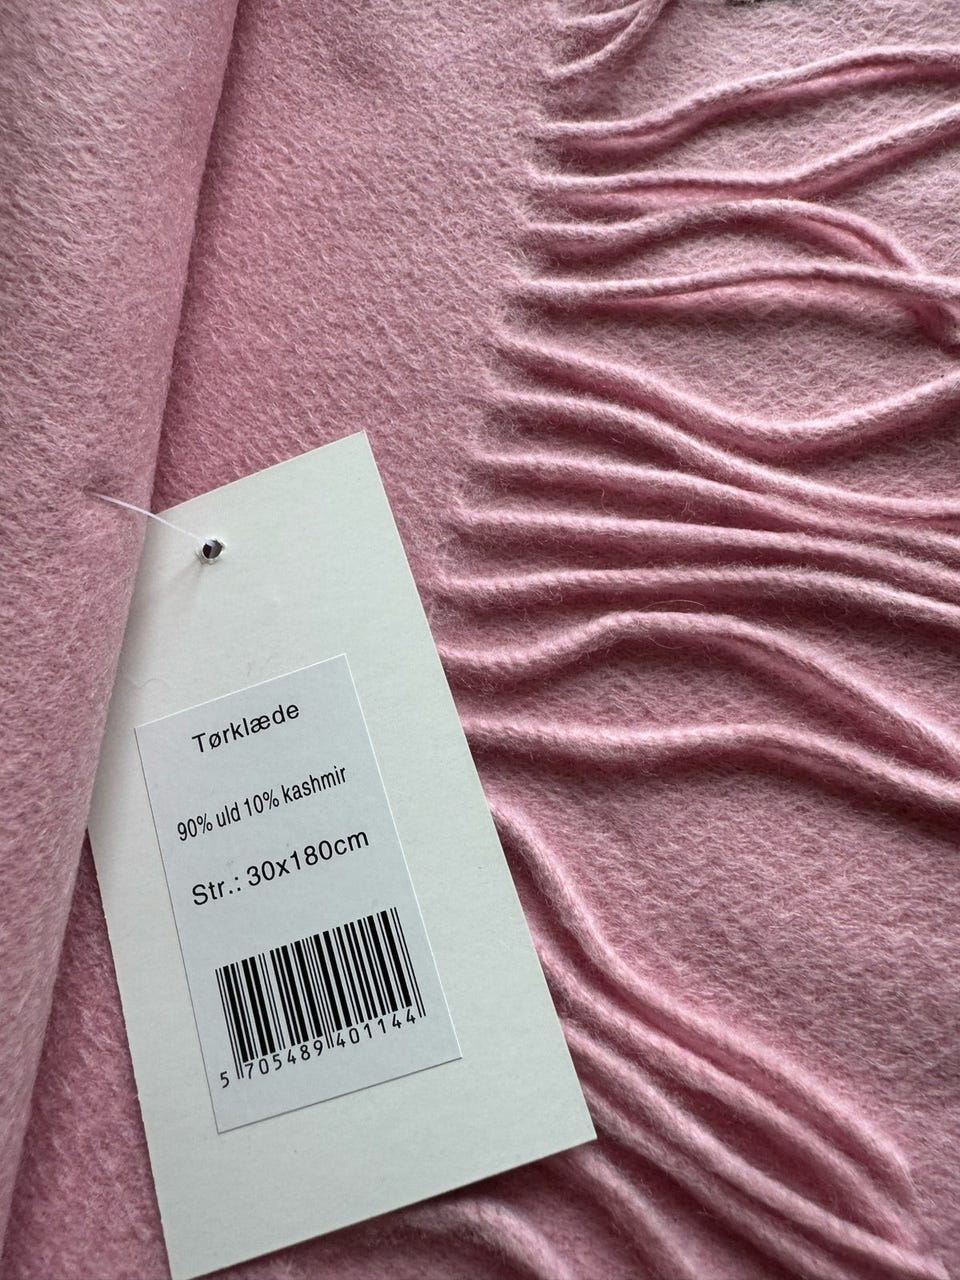 Tørklæde
90% uld 10% kashmir
Str.: 30x180cm
5 705489 401144